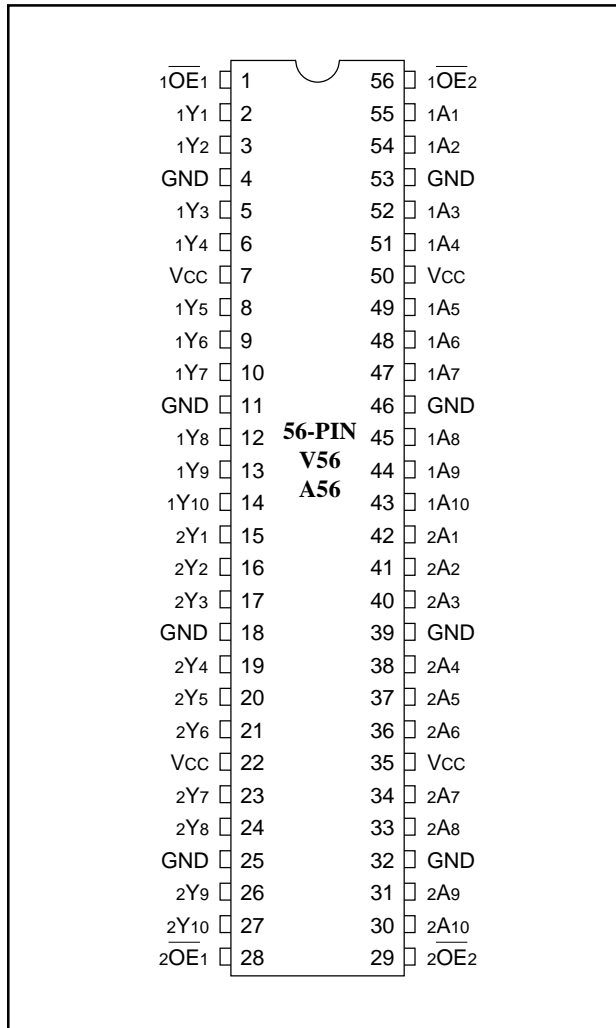 1OE1 1 56 1OE2
1Y1 2 55 1A1
1Y2 3 54 1A2
GND 4 53 GND
1Y3 5 52 1A3
1Y4 6 51 1A4
VCC 7 50 VCC
1Y5 8 49 1A5
1Y6 9 48 1A6
1Y7 10 47 1A7
GND 11 46 GND
1Y8 12 56-PIN 45 1A8
1Y9 13 V56 44 1A9
1Y10 14 A56 43 1A10
2Y1 15 42 2A1
2Y2 16 41 2A2
2Y3 17 40 2A3
GND 18 39 GND
2Y4 19 38 2A4
2Y5 20 37 2A5
2Y6 21 36 2A6
VCC 22 35 VCC
2Y7 23 34 2A7
2Y8 24 33 2A8
GND 25 32 GND
2Y9 26 31 2A9
2Y10 27 30 2A10
2OE1 28 29 2OE2